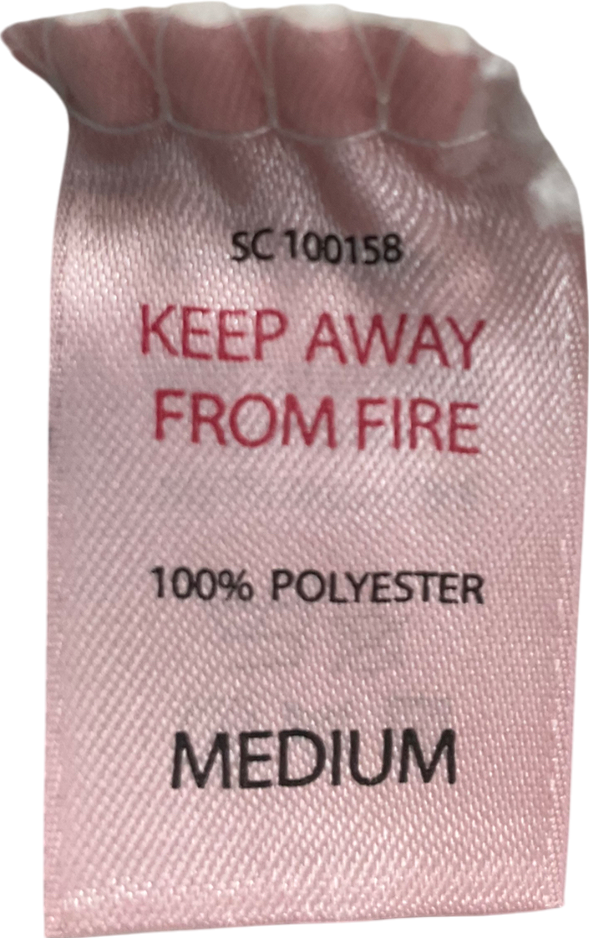 SC 100158
KEEP AWAY
FROM FIRE
100% POLYESTER
MEDIUM